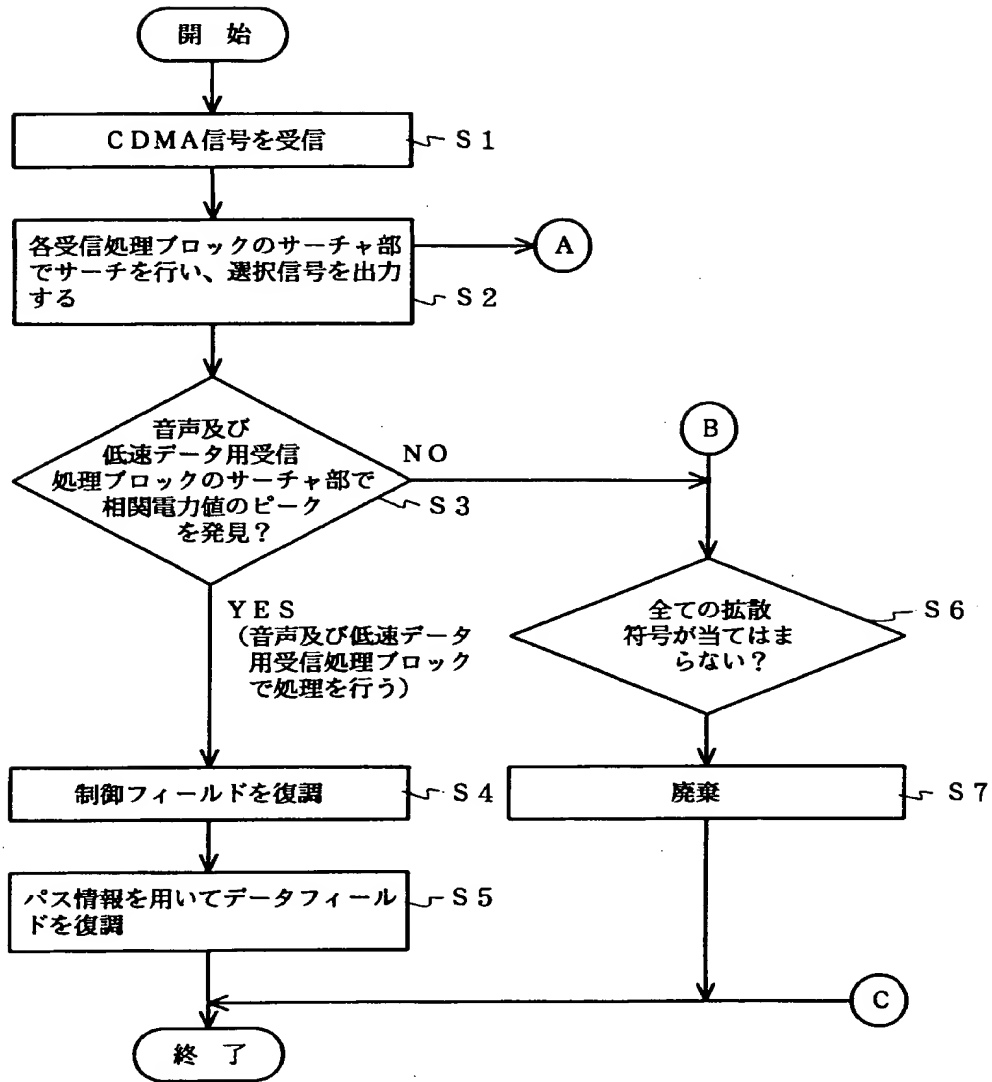 開 始
CDMA信号を受信
S1
各受信処理ブロックのサーチャ部
でサーチを行い、選択信号を出力
する
S2
A
音声及び
低速データ用受信
処理ブロックのサーチャ部で
相関電力値のピーク
を発見?
S3
NO
B
YES
(音声及び低速データ
用受信処理ブロック
で処理を行う)
全ての拡散
符号が当てはま
らない?
S6
制御フィールドを復調
S4
廃棄
S7
パス情報を用いてデータフィール
ドを復調
S5
C
終 了